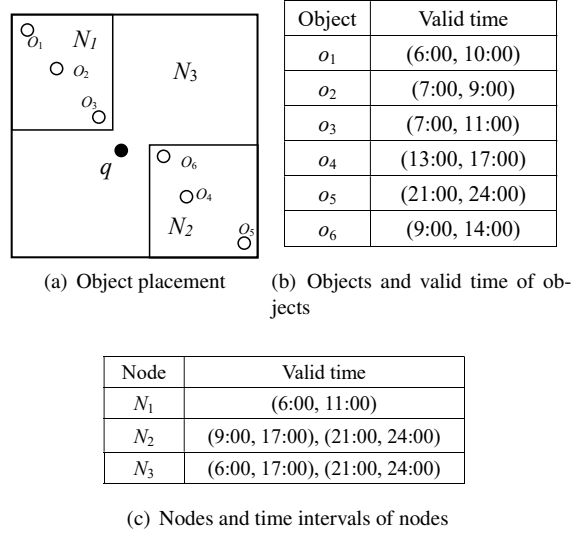 O1
N1
O2
N3
O3
q
O6
O4
N2
O5
(a) Object placement
Object Valid time
o1 (6:00, 10:00)
o2 (7:00, 9:00)
o3 (7:00, 11:00)
o4 (13:00, 17:00)
o5 (21:00, 24:00)
o6 (9:00, 14:00)
(b) Objects and valid time of ob-
jects
Node Valid time
N1 (6:00, 11:00)
N2 (9:00, 17:00), (21:00, 24:00)
N3 (6:00, 17:00), (21:00, 24:00)
(c) Nodes and time intervals of nodes